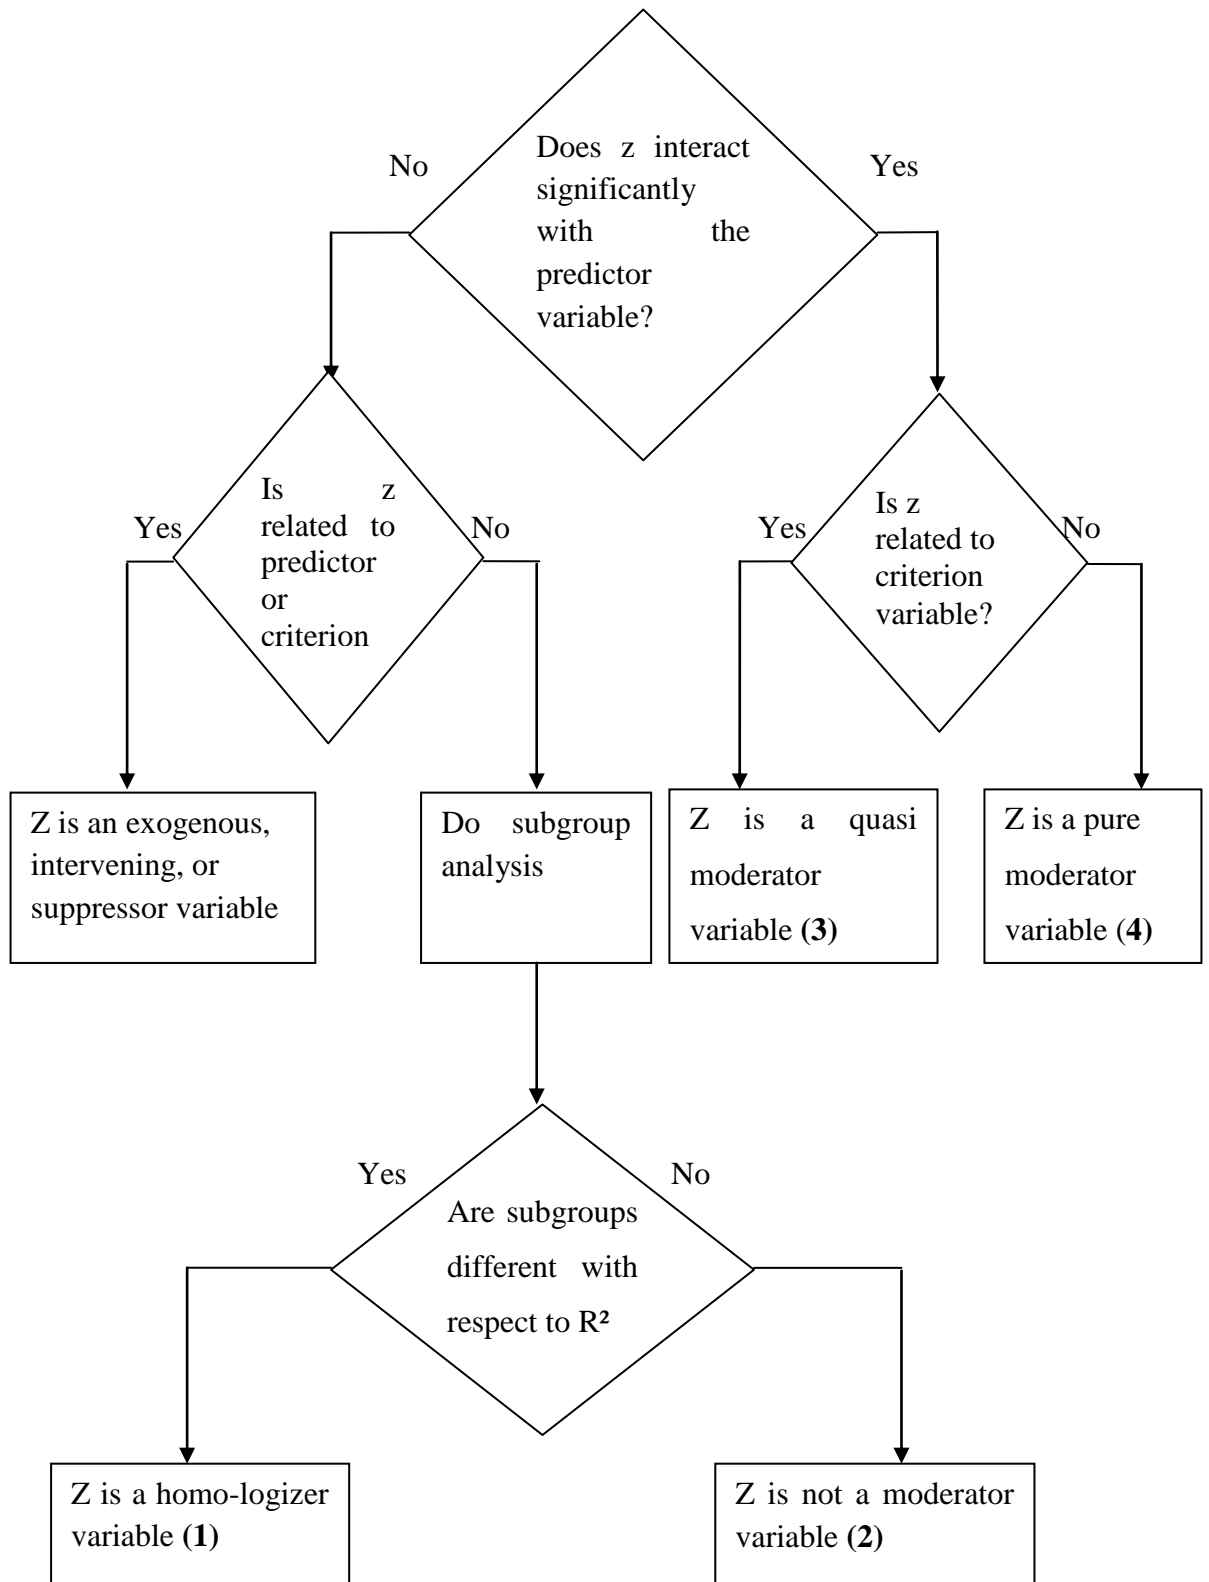 No
Yes
Does z interact
significantly
with the
predictor
variable?
Yes
Is z
related to
predictor
or
criterion
No
Yes
Is z
related to
criterion
variable?
No
Z is an exogenous,
intervening, or
suppressor variable
Do subgroup
analysis
Z is a quasi
moderator
variable (3)
Z is a pure
moderator
variable (4)
Yes
No
Are subgroups
different with
respect to R²
Z is a homo-logizer
variable (1)
Z is not a moderator
variable (2)